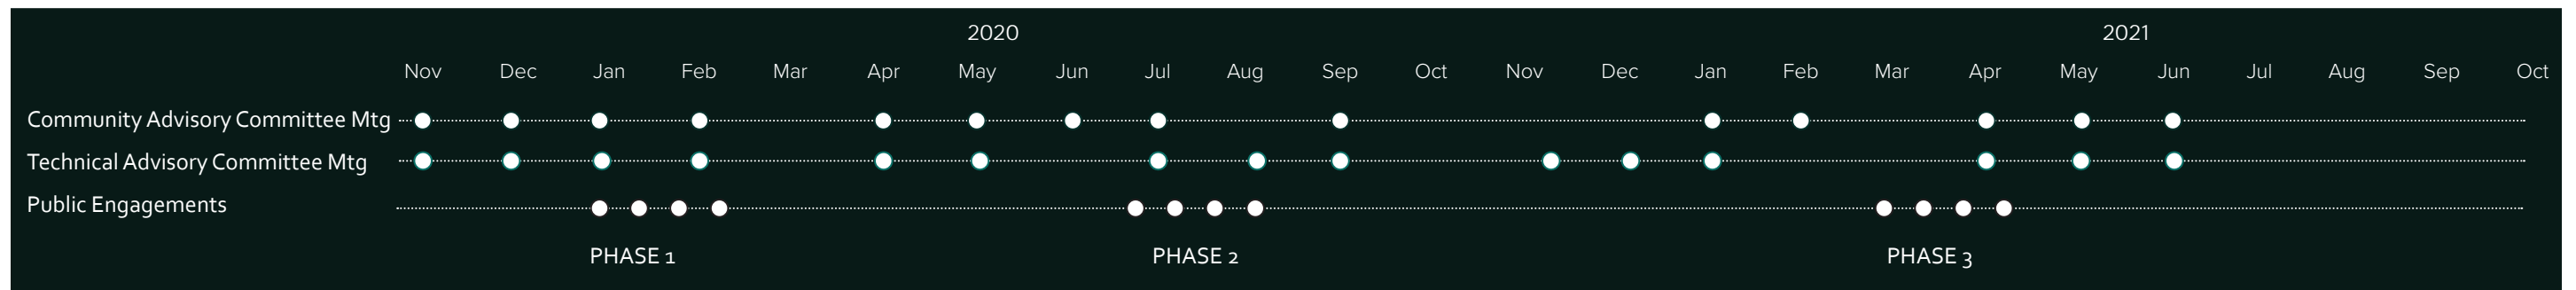 2020 2021
Nov Dec Jan Feb Mar Apr May Jun Jul Aug Sep Oct Nov Dec Jan Feb Mar Apr May Jun Jul Aug Sep Oct
Community Advisory Committee Mtg
Technical Advisory Committee Mtg
Public Engagements
PHASE 1 PHASE 2 PHASE 3